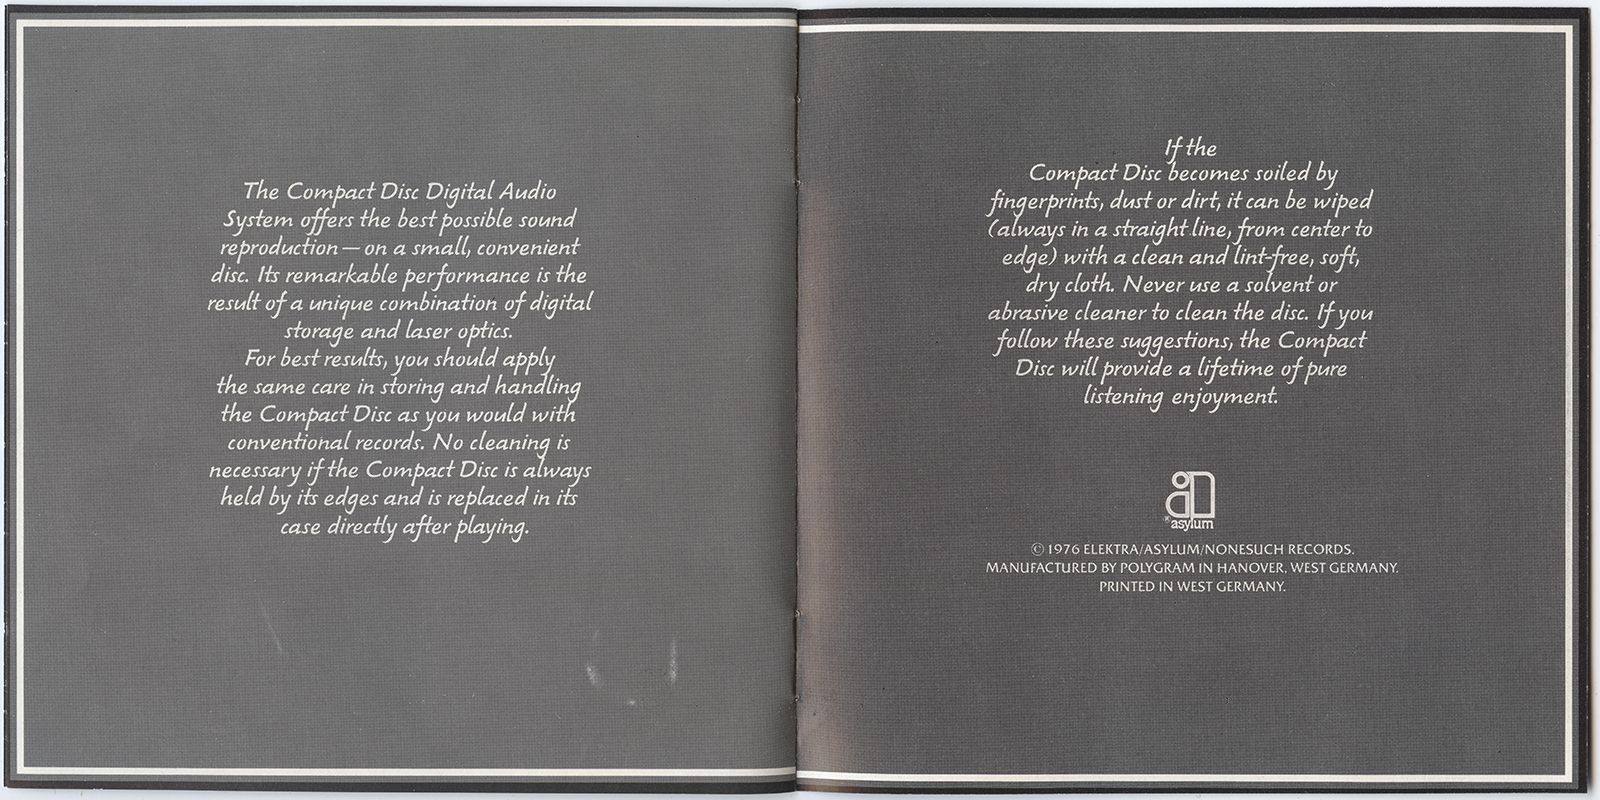 The Compact Disc Digital Audio
System offers the best possible sound
reproduction — on a small, convenient
disc. Its remarkable performance is the
result of a unique combination of digital
storage and laser optics.
For best results, you should apply
the same care in storing and handling
the Compact Disc as you would with
conventional records. No cleaning is
necessary if the Compact Disc is always
held by its edges and is replaced in its
case directly after playing.
If the
Compact Disc becomes soiled by
fingerprints, dust or dirt, it can be wiped
(always in a straight line, from center to
edge) with a clean and lint-free, soft,
dry cloth. Never use a solvent or
abrasive cleaner to clean the disc. If you
follow these suggestions, the Compact
Disc will provide a lifetime of pure
listening enjoyment.
® asylum
© 1976 ELEKTRA/ASYLUM/NONESUCH RECORDS.
MANUFACTURED BY POLYGRAM IN HANOVER, WEST GERMANY.
PRINTED IN WEST GERMANY.